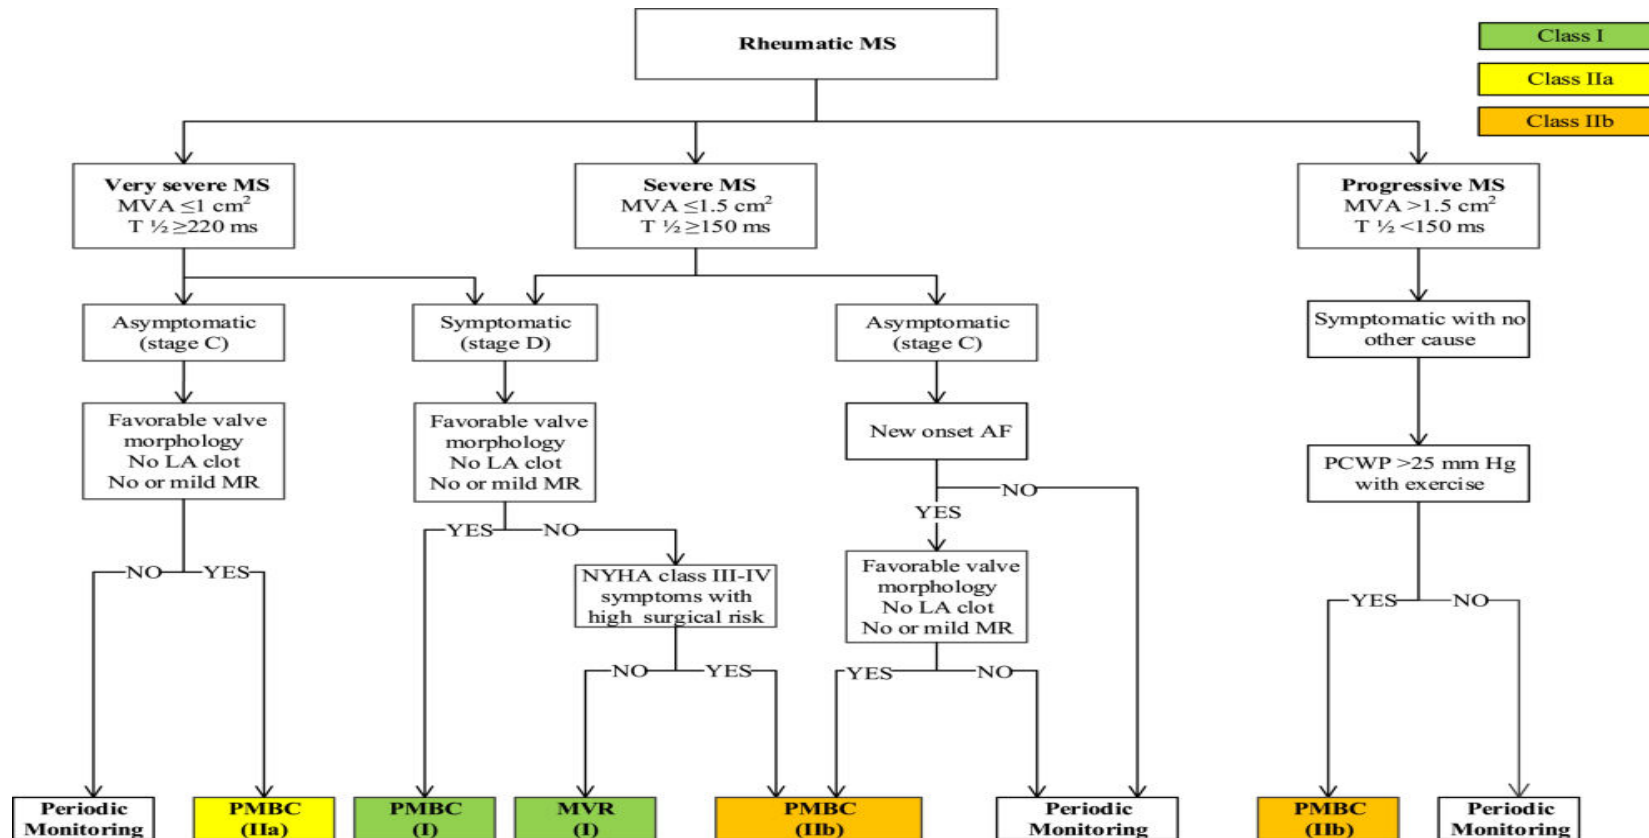 Rheumatic MS
Class I
Class IIa
Class IIb
Very severe MS
MVA ≤1 cm²
T ½ ≥220 ms
Severe MS
MVA ≤1.5 cm²
T ½ ≥150 ms
Progressive MS
MVA >1.5 cm²
T ½ <150 ms
Asymptomatic
(stage C)
Symptomatic
(stage D)
Asymptomatic
(stage C)
Symptomatic with no
other cause
Favorable valve
morphology
No LA clot
No or mild MR
Favorable valve
morphology
No LA clot
No or mild MR
New onset AF
PCWP >25 mm Hg
with exercise
NO
YES
YES
NO
YES
NO
NYHA class III-IV
symptoms with
high surgical risk
Favorable valve
morphology
No LA clot
No or mild MR
NO
YES
YES
NO
YES
NO
Periodic
Monitoring
PMBC
(IIa)
PMBC
(I)
MVR
(I)
PMBC
(IIb)
Periodic
Monitoring
PMBC
(IIb)
Periodic
Monitoring